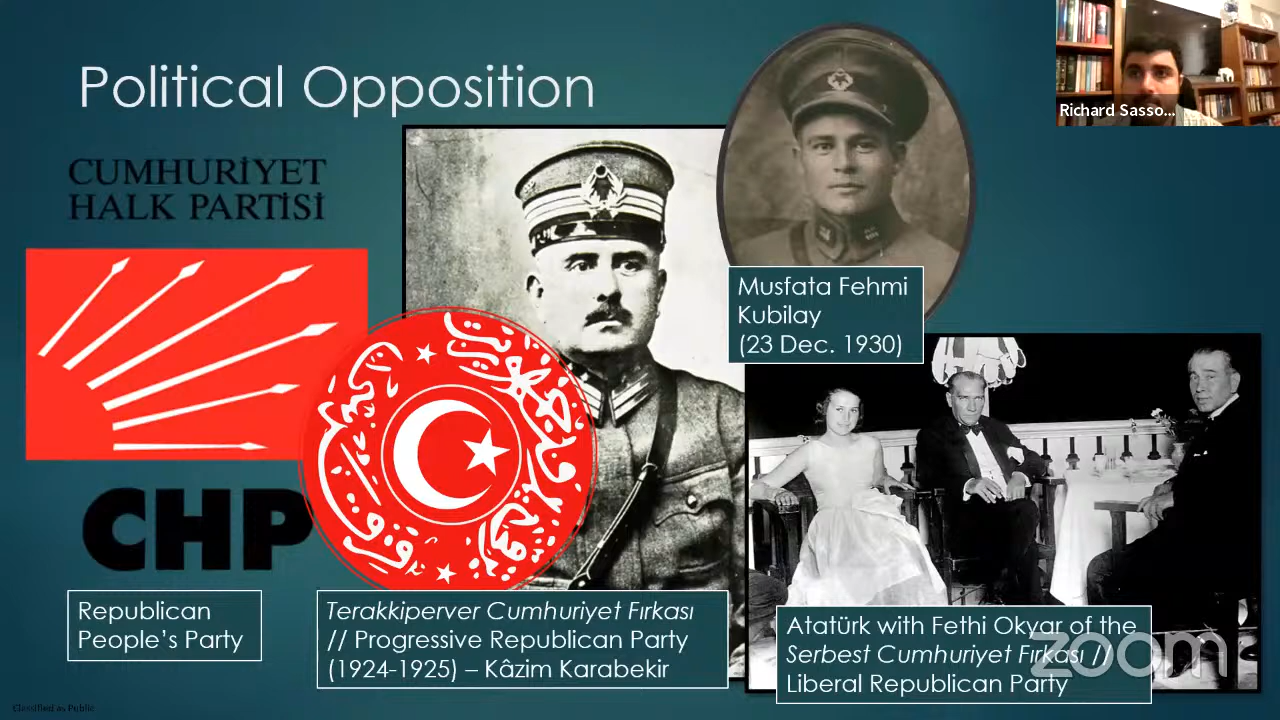 Political Opposition
Richard Sasso...
CUMHURİYET
HALK PARTİSİ
CHP
Republican
People's Party
Terakkiperver Cumhuriyet Fırkası
// Progressive Republican Party
(1924-1925) – Kâzim Karabekir
Musfata Fehmi
Kubilay
(23 Dec. 1930)
Atatürk with Fethi Okyar of the
Serbest Cumhuriyet Fırkası //
Liberal Republican Party
zoom
Classified as Public